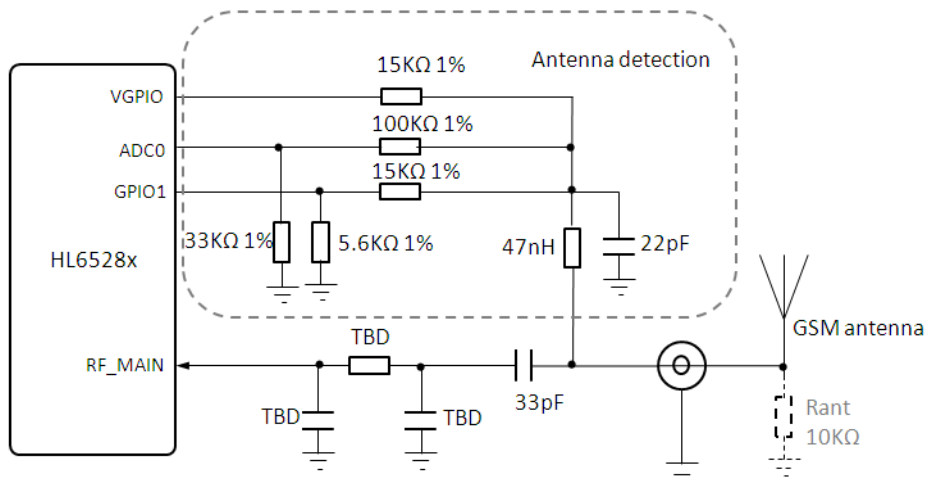 15KΩ 1%
Antenna detection
VGPIO
100KΩ 1%
ADC0
15KΩ 1%
GPIO1
33KΩ 1%
5.6KΩ 1%
47nH
22pF
HL6528x
GSM antenna
TBD
RF_MAIN
33pF
TBD
TBD
Rant
10KΩ